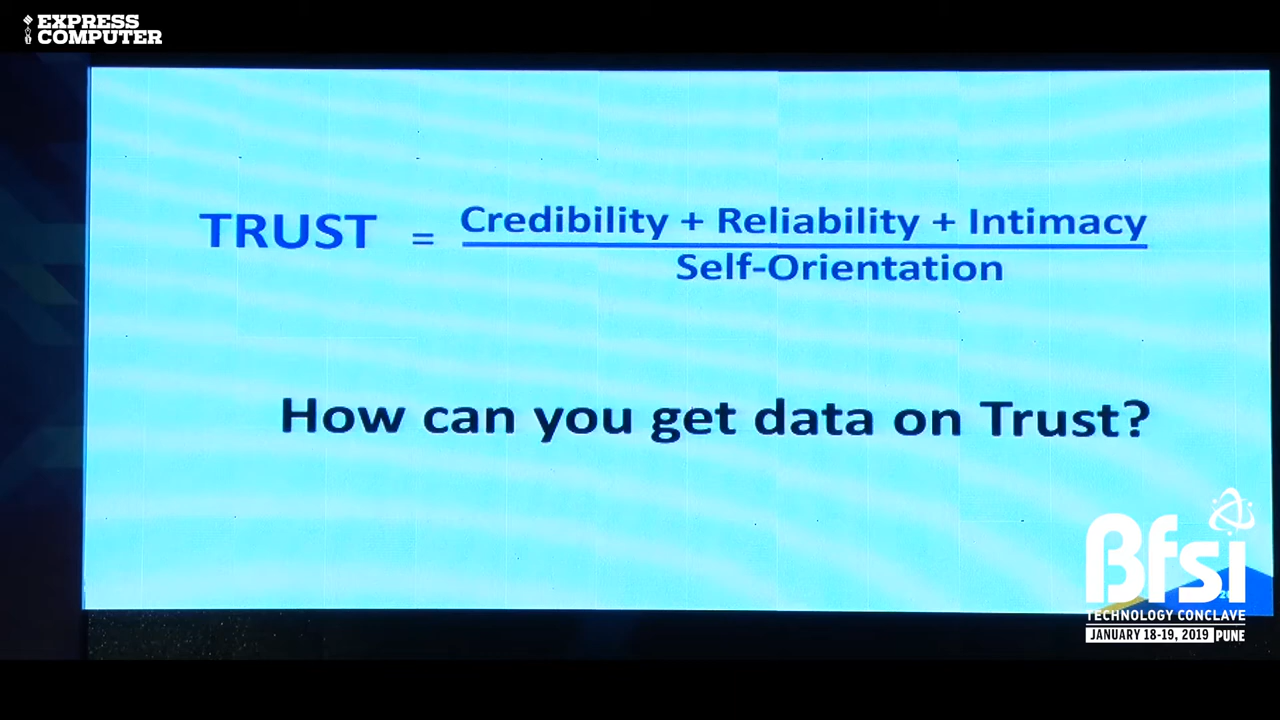 EXPRESS
COMPUTER
TRUST = Credibility + Reliability + Intimacy
Self-Orientation
How can you get data on Trust?
Bfsi
TECHNOLOGY CONCLAVE
JANUARY 18-19, 2019 PUNE